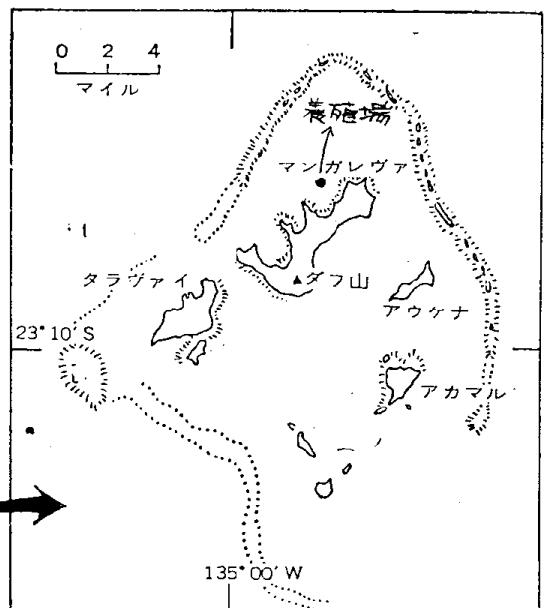 0 2 4
マイル
養殖場
マンガレヴァ
ダフ山
タラヴァイ
アウケナ
23°10′S
アカマル
135°00′W